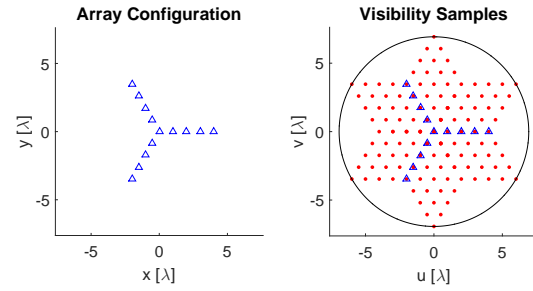 Array Configuration
5
0
-5
-5 0 5
x [λ]
y [λ]
Visibility Samples
5
0
-5
-5 0 5
u [λ]
v [λ]